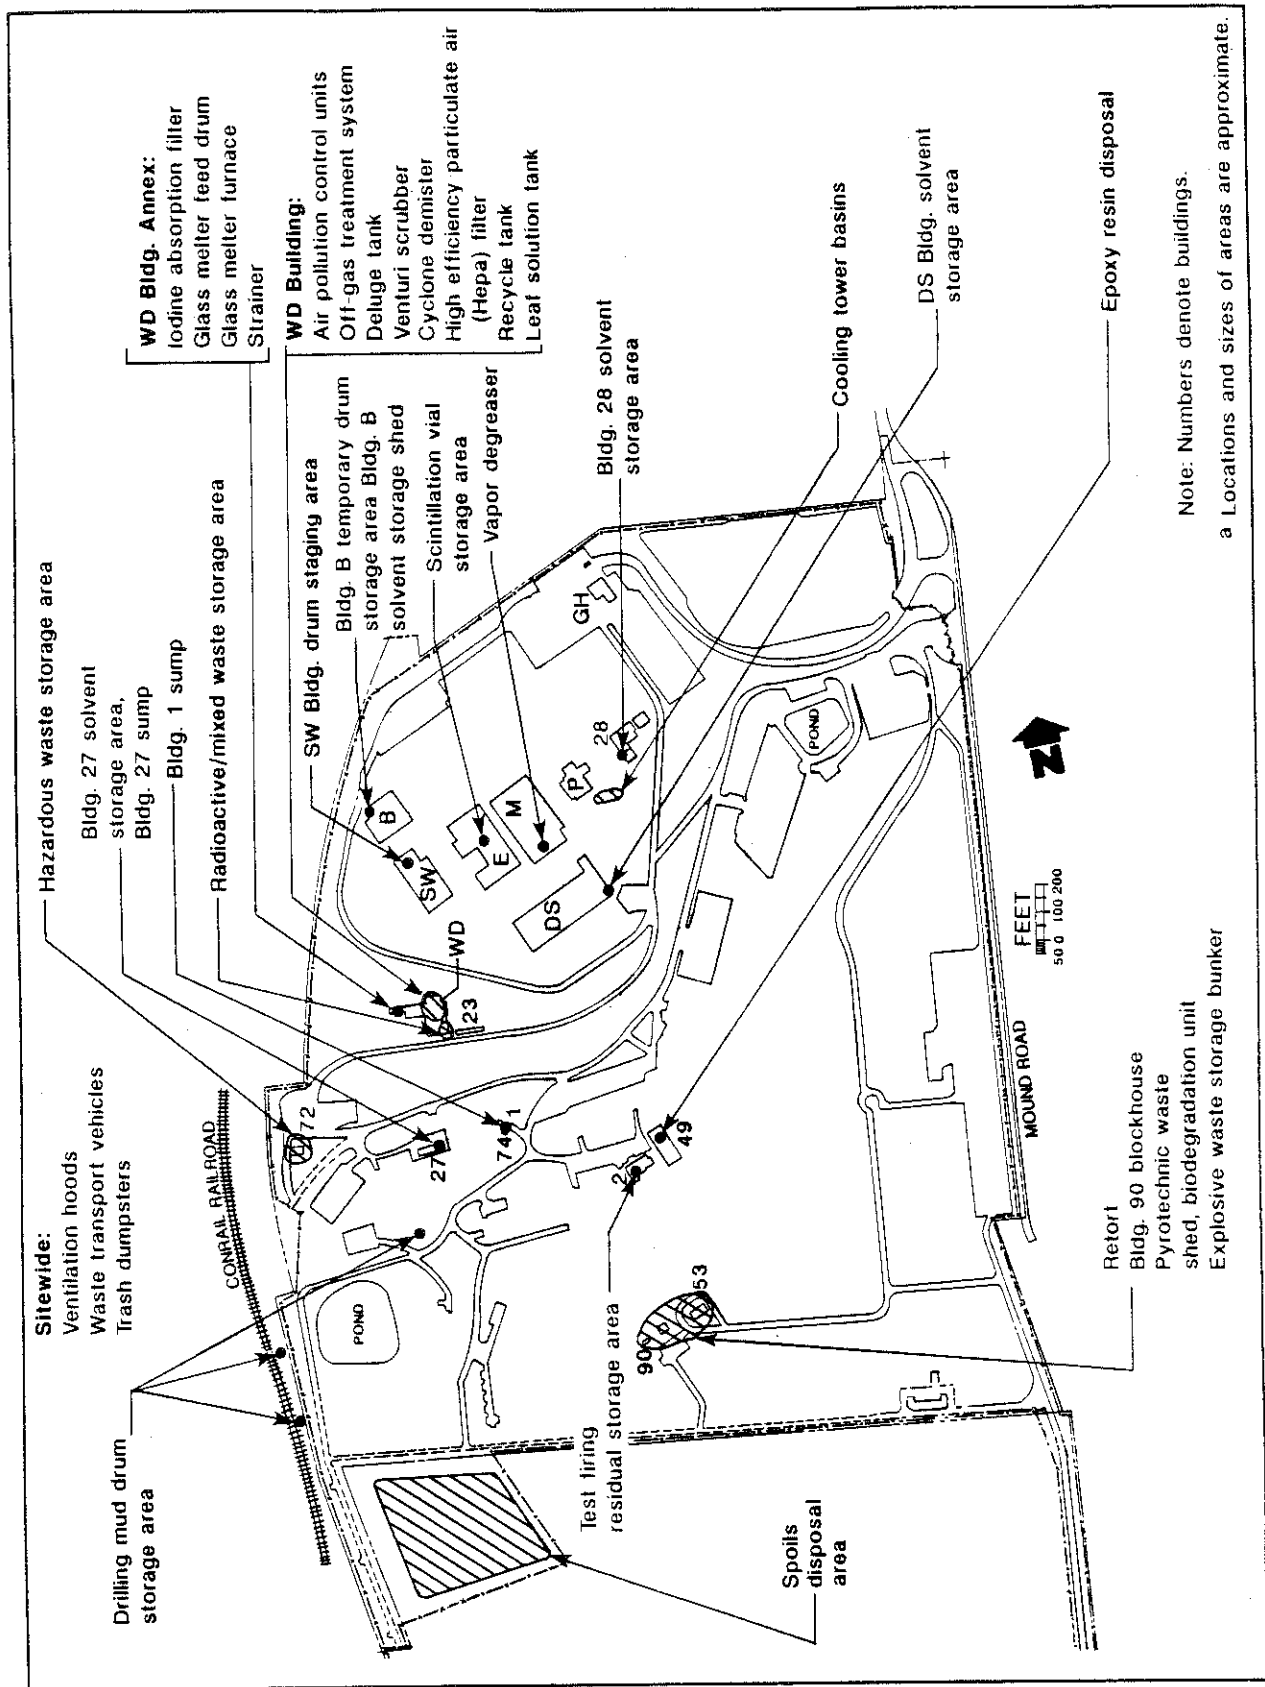 Sitewide:
Ventilation hoods
Waste transport vehicles
Trash dumpsters
Drilling mud drum
storage area
CONRAIL RAILROAD
Hazardous waste storage area
Bldg. 27 solvent
storage area,
Bldg. 27 sump
Bldg. 1 sump
Radioactive/mixed waste storage area
WD Bldg. Annex:
Iodine absorption filter
Glass melter feed drum
Glass melter furnace
Strainer
WD Building:
Air pollution control units
Off-gas treatment system
Deluge tank
Venturi scrubber
Cyclone demister
High efficiency particulate air
(Hepa) filter
Recycle tank
Leaf solution tank
SW Bldg. drum staging area
Bldg. B temporary drum
storage area Bldg. B
solvent storage shed
Scintillation vial
storage area
Vapor degreaser
Bldg. 28 solvent
storage area
Cooling tower basins
DS Bldg. solvent
storage area
Epoxy resin disposal
72
27
74
1
23
WD
SW
B
E
M
DS
P
28
GH
POND
POND
2
49
90
53
Test firing
residual storage area
Spoils
disposal
area
Retort
Bldg. 90 blockhouse
Pyrotechnic waste
shed, biodegradation unit
Explosive waste storage bunker
MOUND ROAD
FEET
50 0 100 200
N
Note: Numbers denote buildings.
a Locations and sizes of areas are approximate.